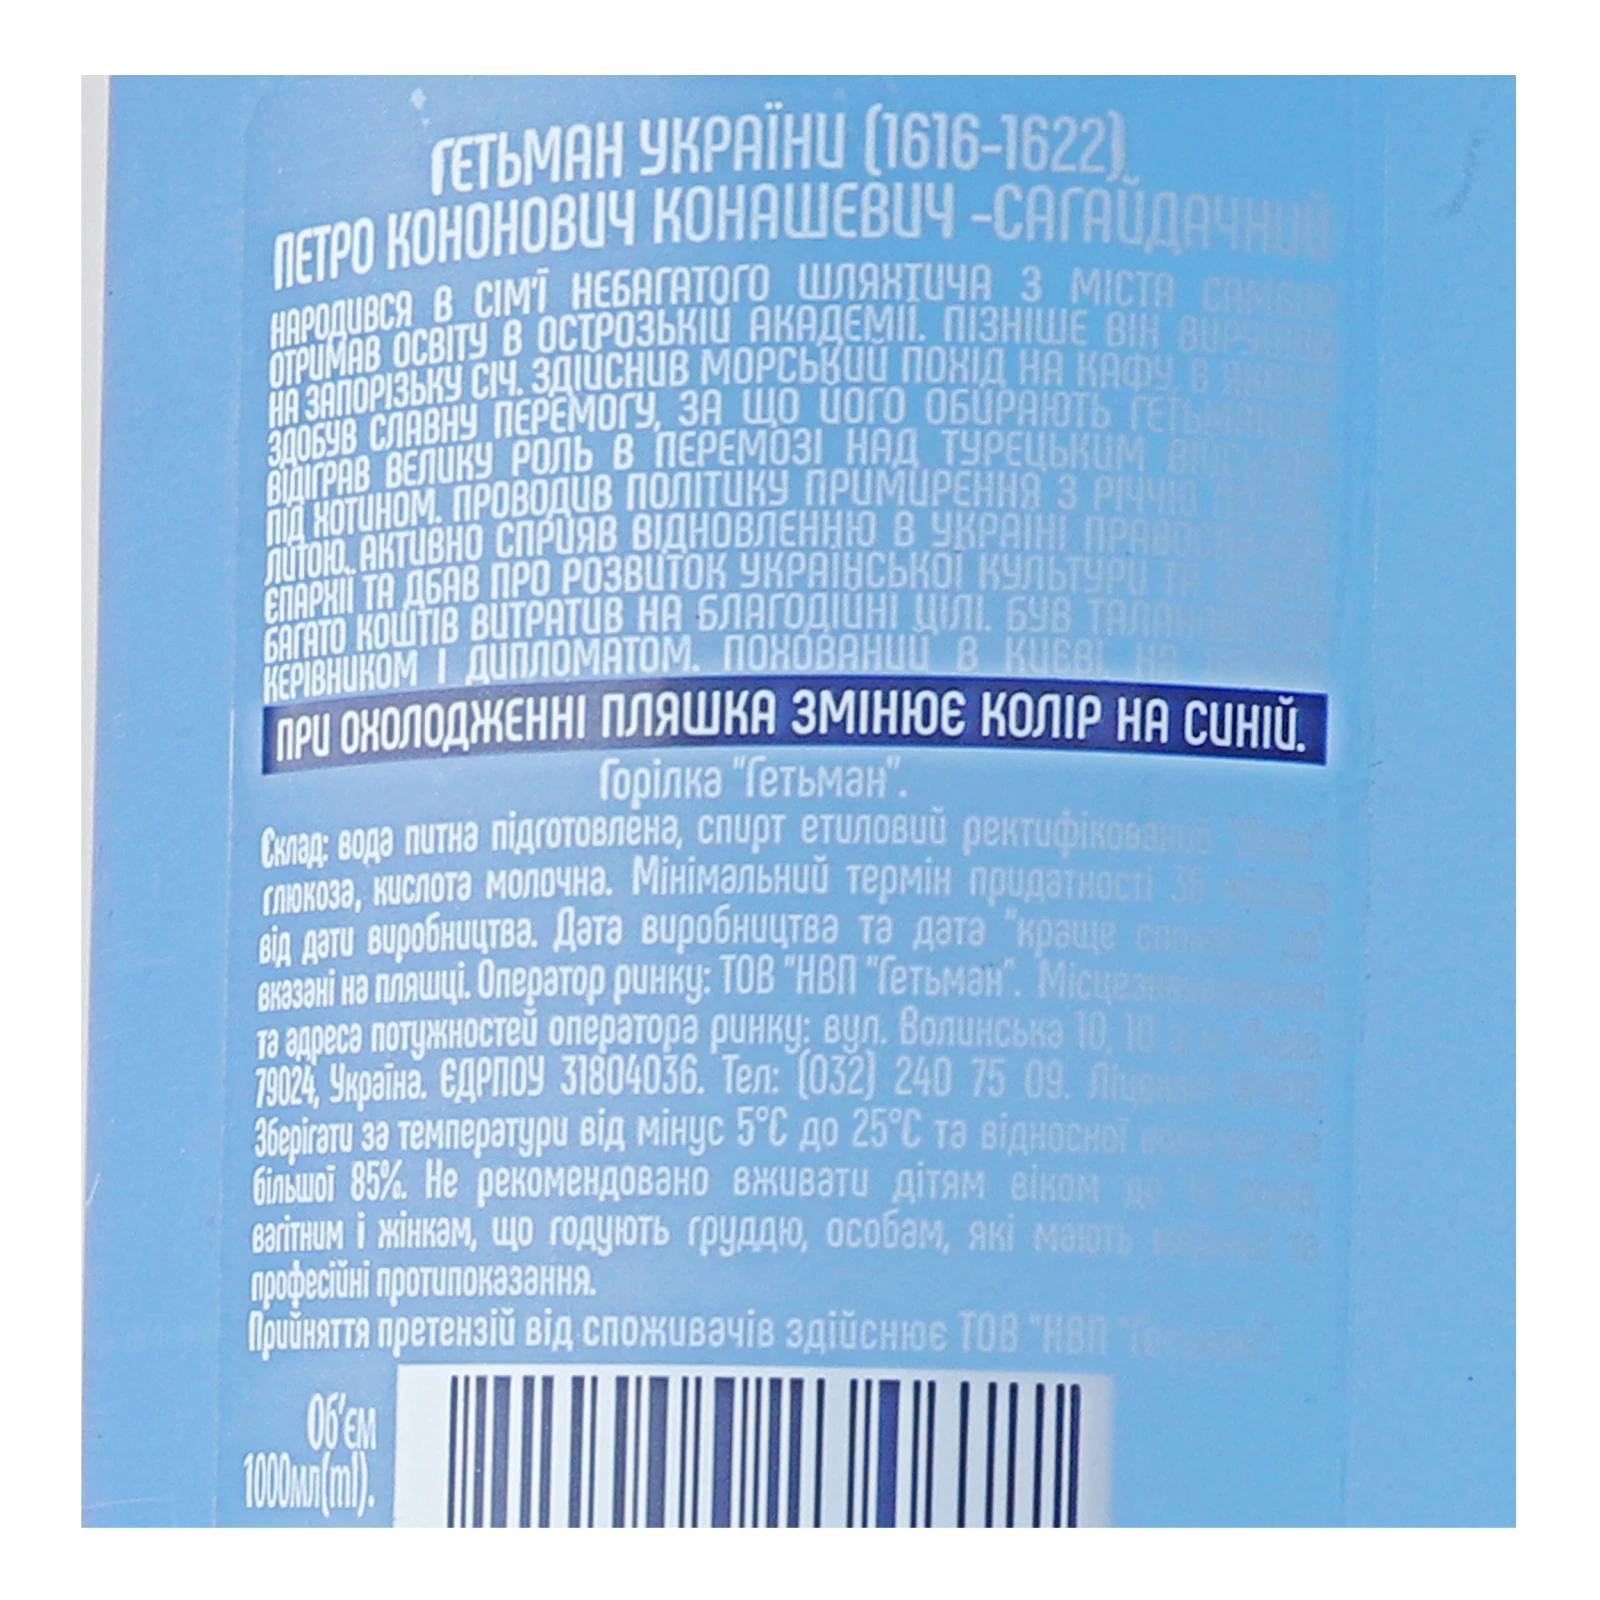 ГЕТЬМАН УКРАЇНИ (1616-1622)
ПЕТРО КОНОНОВИЧ КОНАШЕВИЧ -САГАЙДАЧНИЙ
НАРОДИВСЯ В СІМ'Ї НЕБАГАТОГО ШЛЯХТИЧА З МІСТА
ОТРИМАВ ОСВІТУ В ОСТРОЗЬКІЙ АКАДЕМІЇ. ПІЗНІШЕ ВІН
НА ЗАПОРІЗЬКУ СІЧ. ЗДІЙСНИВ МОРСЬКИЙ ПОХІД НА КАФУ, В ЯКОМУ
ЗДОБУВ СЛАВНУ ПЕРЕМОГУ, ЗА ЩО ЙОГО ОБИРАЮТЬ ГЕТЬМАНОМ.
ВІДІГРАВ ВЕЛИКУ РОЛЬ В ПЕРЕМОЗІ НАД ТУРЕЦЬКИМ
ПІД ХОТИНОМ. ПРОВОДИВ ПОЛІТИКУ ПРИМИРЕННЯ З РІЧЧЮ
ЛИТОЮ. АКТИВНО СПРИЯВ ВІДНОВЛЕННЮ В УКРАЇНІ
ЄПАРХІЇ ТА ДБАВ ПРО РОЗВИТОК УКРАЇНСЬКОЇ КУЛЬТУРИ ТА
БАГАТО КОШТІВ ВИТРАТИВ НА БЛАГОДІЙНІ ЦІЛІ. БУВ
КЕРІВНИКОМ І ДИПЛОМАТОМ. ПОХОВАНИЙ В КИЄВІ НА
ПРИ ОХОЛОДЖЕННІ ПЛЯШКА ЗМІНЮЄ КОЛІР НА СИНІЙ.
Горілка "Гетьман".
Склад: вода питна підготовлена, спирт етиловий ректифікований
глюкоза, кислота молочна. Мінімальний термін придатності 36
від дати виробництва. Дата виробництва та дата "краще
вказані на пляшці. Оператор ринку: ТОВ "НВП "Гетьман".
та адреса потужностей оператора ринку: вул. Волинська 10, 10
79024, Україна. ЄДРПОУ 31804036. Тел: (032) 240 75 09.
Зберігати за температури від мінус 5°C до 25°C та відносної
більшої 85%. Не рекомендовано вживати дітям віком до
вагітним і жінкам, що годують груддю, особам, які мають
професійні протипоказання.
Прийняття претензій від споживачів здійснює ТОВ "НВП
Об'єм
1000мл(ml).